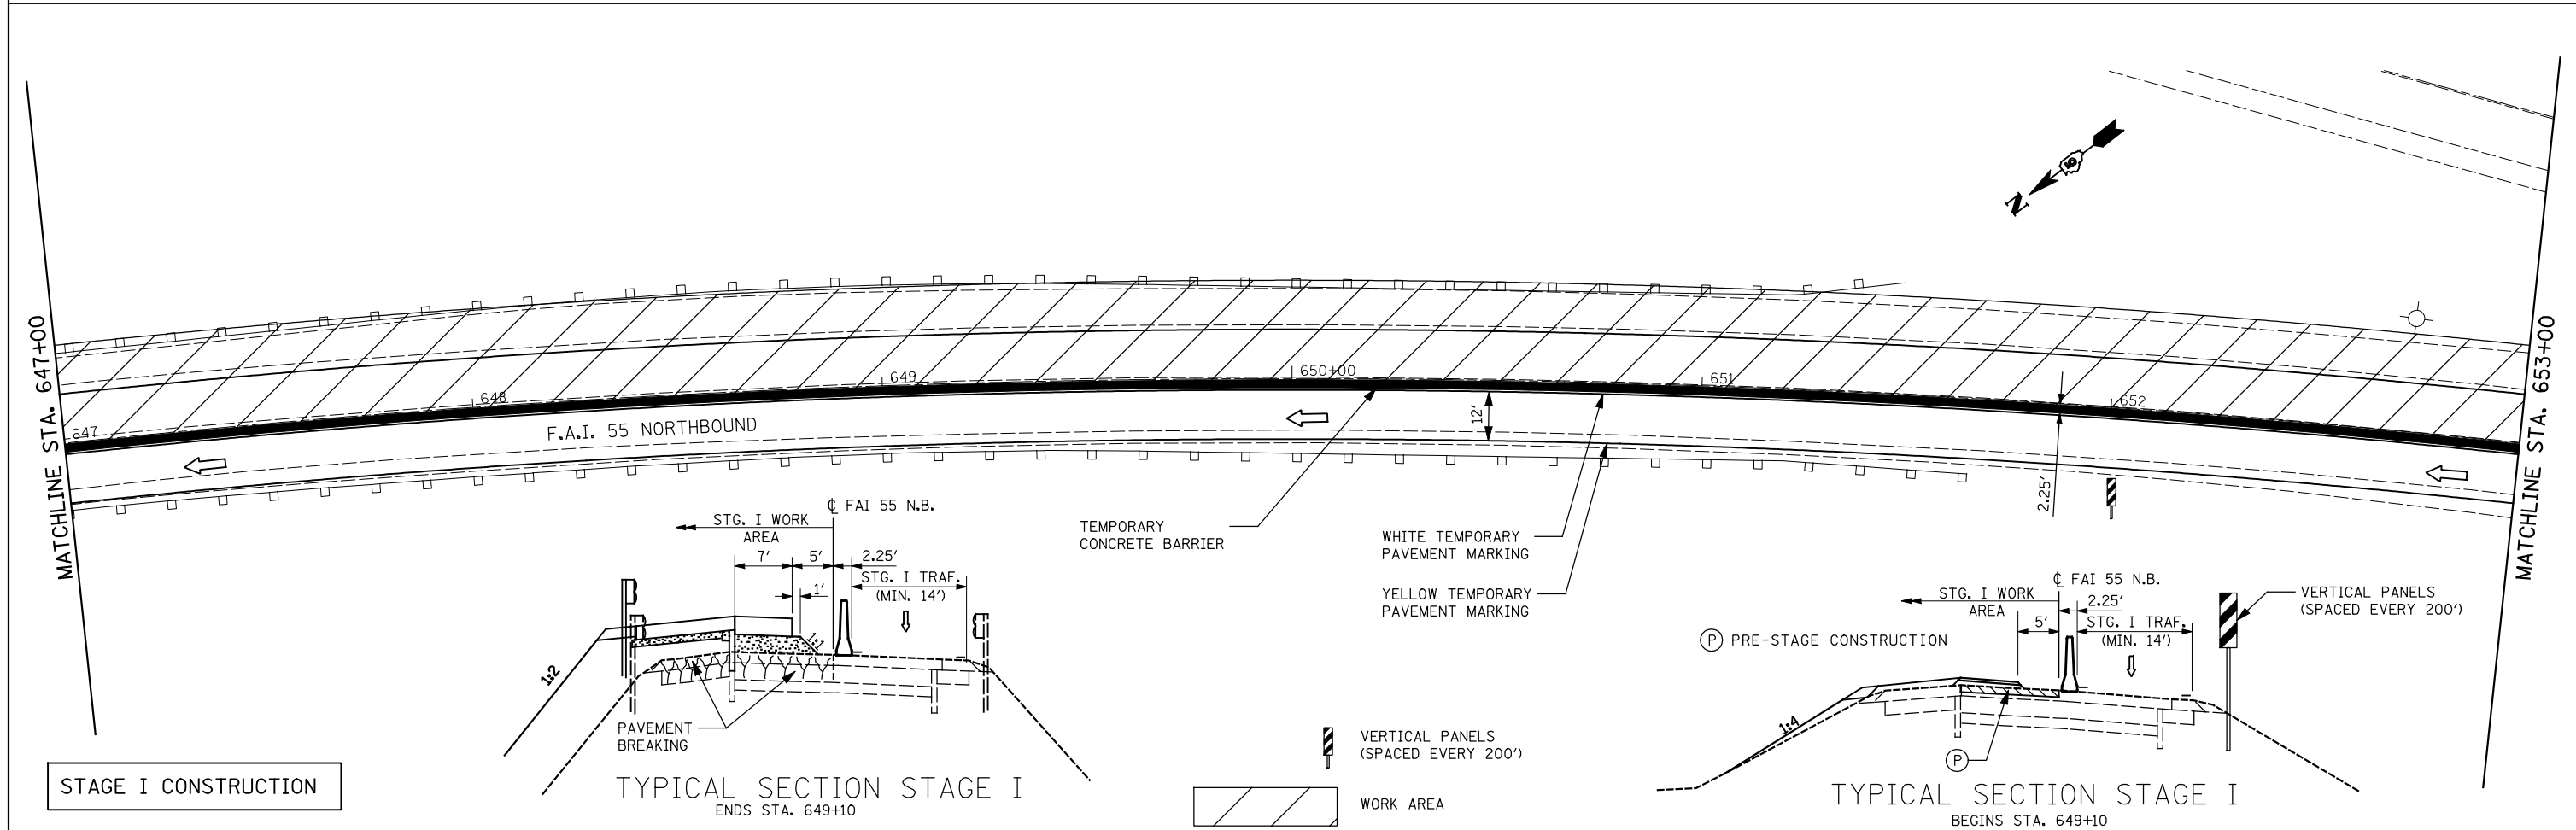 N
MATCHLINE STA. 647+00
MATCHLINE STA. 653+00
647
648
649
650+00
651
652
F.A.I. 55 NORTHBOUND
12'
2.25'
TEMPORARY
CONCRETE BARRIER
WHITE TEMPORARY
PAVEMENT MARKING
YELLOW TEMPORARY
PAVEMENT MARKING
℄ FAI 55 N.B.
STG. I WORK
AREA
7'
5'
2.25'
1'
STG. I TRAF.
(MIN. 14')
1:2
PAVEMENT
BREAKING
TYPICAL SECTION STAGE I
ENDS STA. 649+10
STAGE I CONSTRUCTION
VERTICAL PANELS
(SPACED EVERY 200')
WORK AREA
℄ FAI 55 N.B.
STG. I WORK
AREA
2.25'
5'
STG. I TRAF.
(MIN. 14')
VERTICAL PANELS
(SPACED EVERY 200')
P PRE-STAGE CONSTRUCTION
1:4
P
TYPICAL SECTION STAGE I
BEGINS STA. 649+10